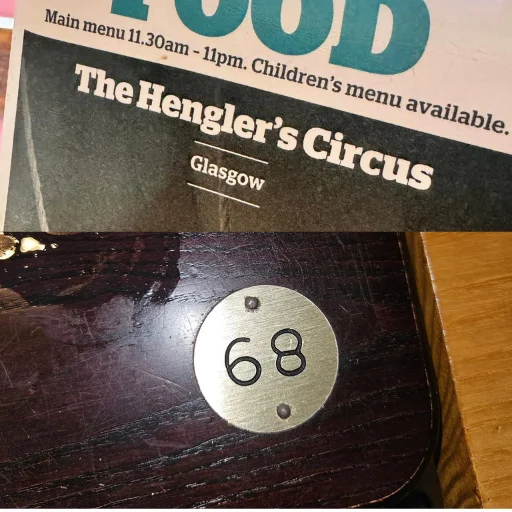 FOOD
Main menu 11.30am - 11pm. Children's menu available.
The Hengler's Circus
Glasgow
68